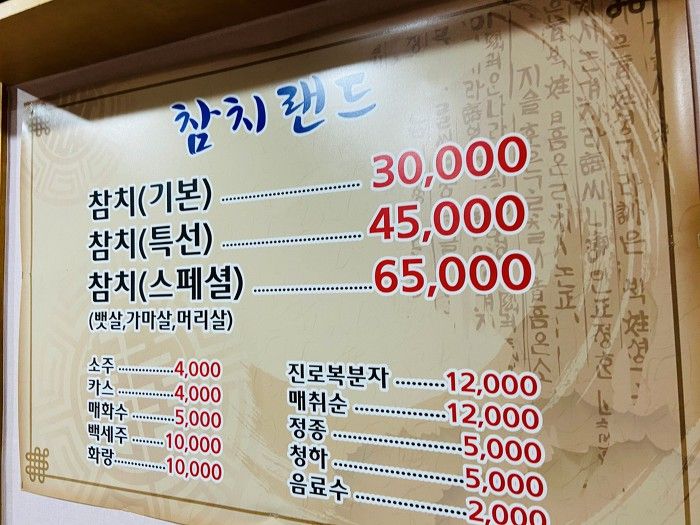 참치랜드
참치(기본) 30,000
참치(특선) 45,000
참치(스페셜) 65,000
(뱃살,가마살,머리살)
소주 4,000
카스 4,000
매화수 5,000
백세주 10,000
화랑 10,000
진로복분자 12,000
매취순 12,000
정종 5,000
청하 5,000
음료수 2,000